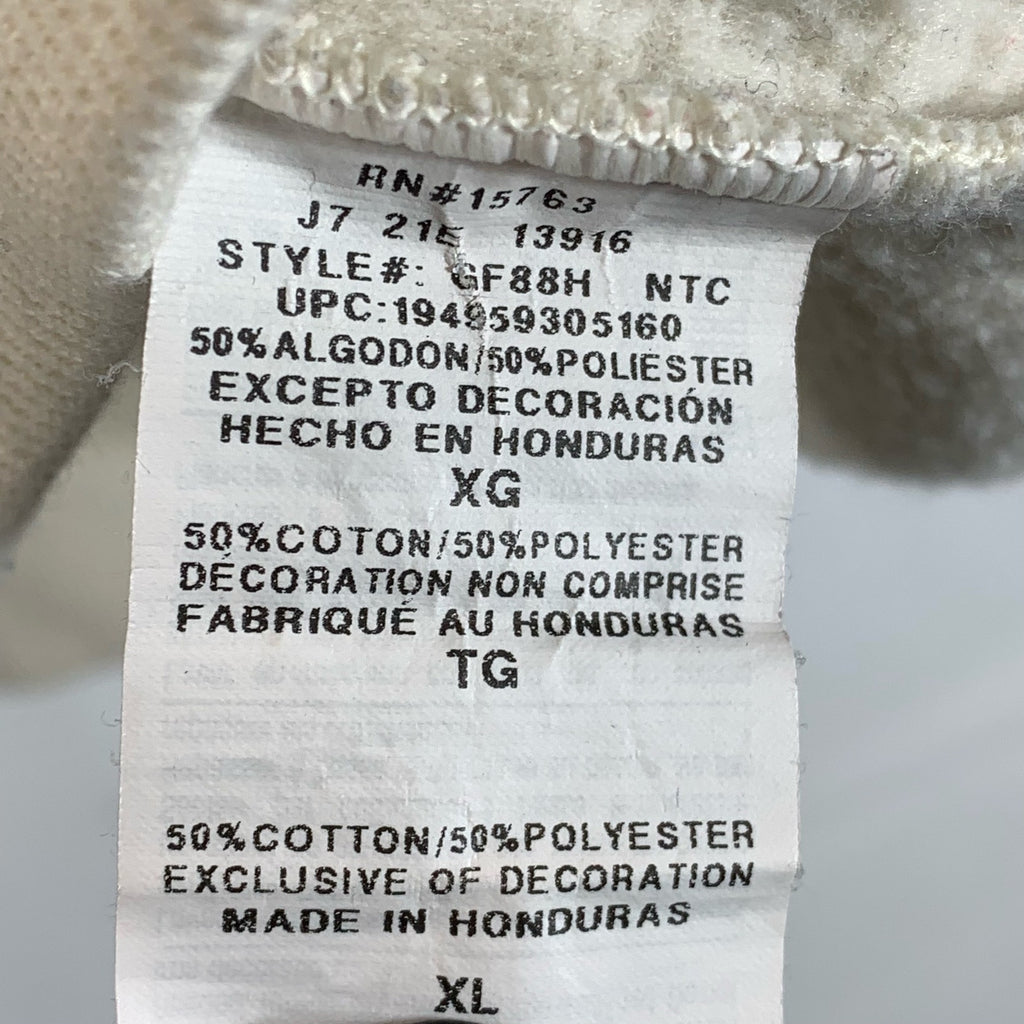 RN#15763
J7 21E 13916
STYLE#: GF88H NTC
UPC:194959305160
50%ALGODON/50%POLIESTER
EXCEPTO DECORACIÓN
HECHO EN HONDURAS
XG
50%COTON/50%POLYESTER
DÉCORATION NON COMPRISE
FABRIQUÉ AU HONDURAS
TG
50%COTTON/50%POLYESTER
EXCLUSIVE OF DECORATION
MADE IN HONDURAS
XL